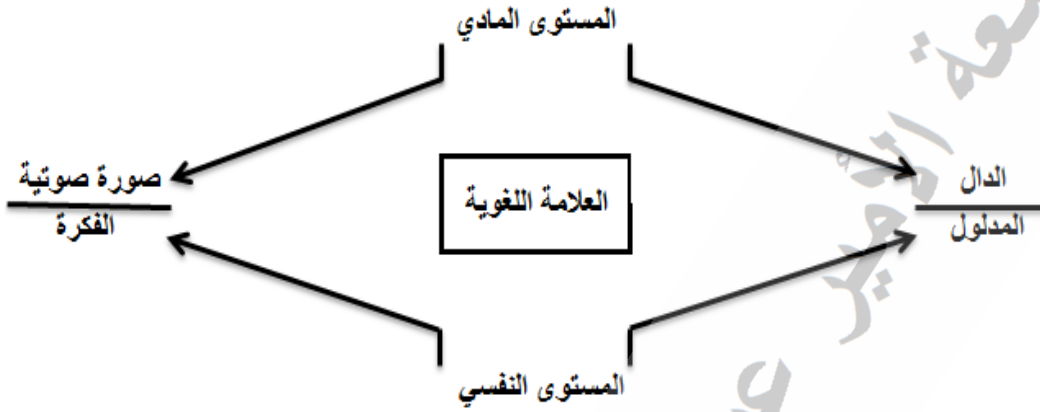 المستوى المادي
الدال
المدلول
العلامة اللغوية
صورة صوتية
الفكرة
المستوى النفسي